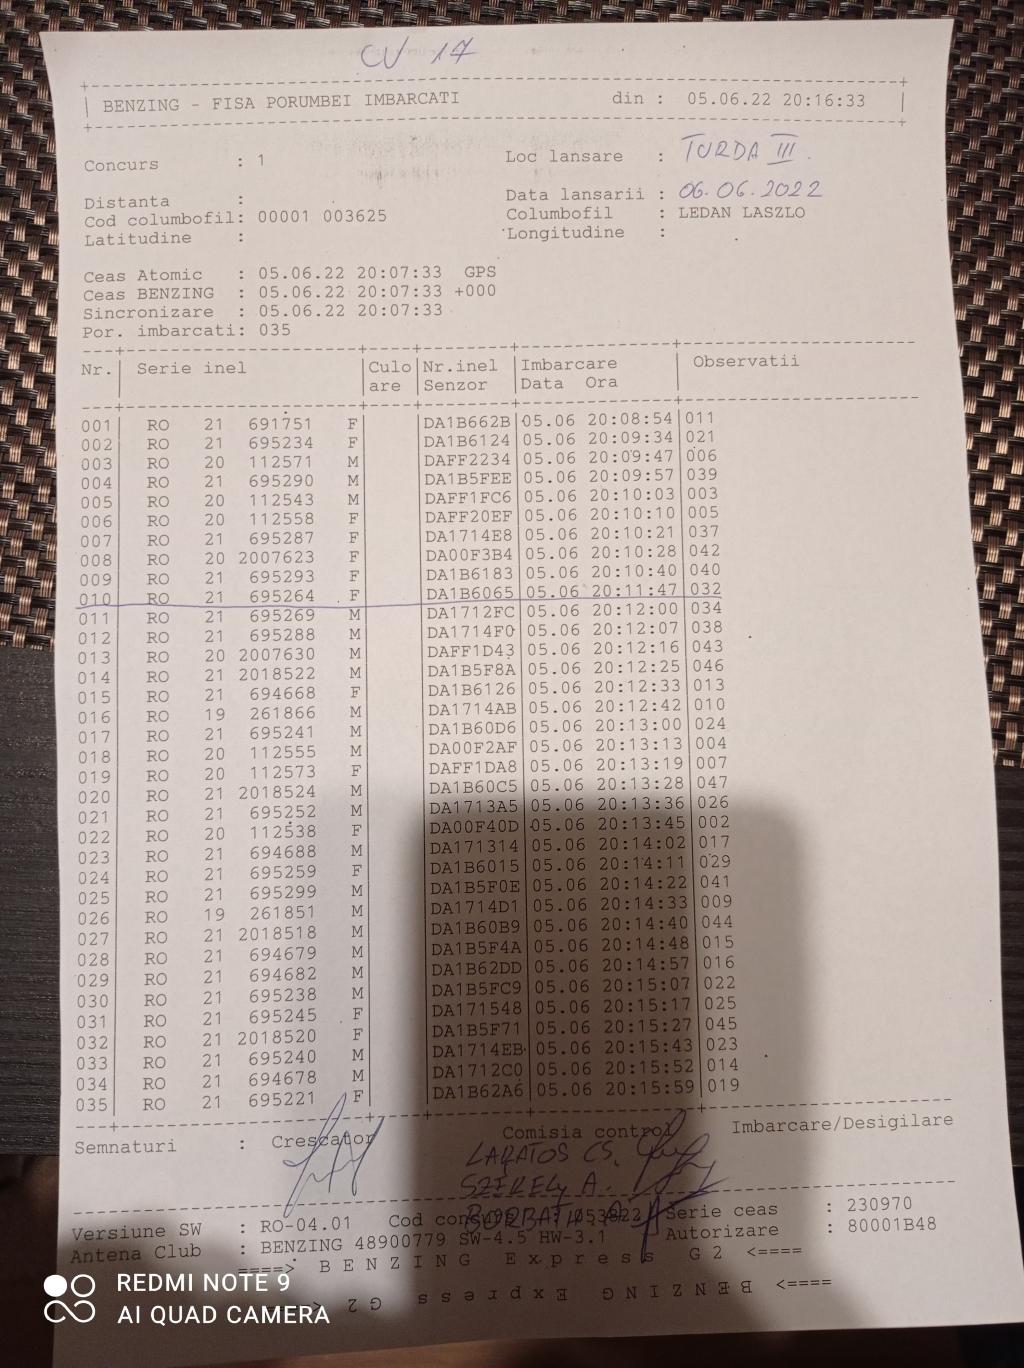 CV 17
BENZING - FISA PORUMBEI IMBARCATI din : 05.06.22 20:16:33
Concurs : 1 Loc lansare : TURDA III.
Distanta : Data lansarii : 06.06.2022
Cod columbofil: 00001 003625 Columbofil : LEDAN LASZLO
Latitudine : Longitudine :
Ceas Atomic : 05.06.22 20:07:33 GPS
Ceas BENZING : 05.06.22 20:07:33 +000
Sincronizare : 05.06.22 20:07:33
Por. imbarcati: 035
Nr. | Serie inel | Culo | Nr.inel | Imbarcare | Observatii
are | Senzor | Data Ora
001 RO 21 691751 F DA1B662B 05.06 20:08:54 011
002 RO 21 695234 F DA1B6124 05.06 20:09:34 021
003 RO 20 112571 M DAFF2234 05.06 20:09:47 006
004 RO 21 695290 M DA1B5FEE 05.06 20:09:57 039
005 RO 20 112543 M DAFF1FC6 05.06 20:10:03 003
006 RO 20 112558 F DAFF20EF 05.06 20:10:10 005
007 RO 21 695287 F DA1714E8 05.06 20:10:21 037
008 RO 20 2007623 F DA00F3B4 05.06 20:10:28 042
009 RO 21 695293 F DA1B6183 05.06 20:10:40 040
010 RO 21 695264 F DA1B6065 05.06 20:11:47 032
011 RO 21 695269 M DA1712FC 05.06 20:12:00 034
012 RO 21 695288 M DA1714F0 05.06 20:12:07 038
013 RO 20 2007630 M DAFF1D43 05.06 20:12:16 043
014 RO 21 2018522 M DA1B5F8A 05.06 20:12:25 046
015 RO 21 694668 F DA1B6126 05.06 20:12:33 013
016 RO 19 261866 M DA1714AB 05.06 20:12:42 010
017 RO 21 695241 M DA1B60D6 05.06 20:13:00 024
018 RO 20 112555 M DA00F2AF 05.06 20:13:13 004
019 RO 20 112573 F DAFF1DA8 05.06 20:13:19 007
020 RO 21 2018524 M DA1B60C5 05.06 20:13:28 047
021 RO 21 695252 M DA1713A5 05.06 20:13:36 026
022 RO 20 112538 F DA00F40D 05.06 20:13:45 002
023 RO 21 694688 M DA171314 05.06 20:14:02 017
024 RO 21 695259 F DA1B6015 05.06 20:14:11 029
025 RO 21 695299 M DA1B5F0E 05.06 20:14:22 041
026 RO 19 261851 M DA1714D1 05.06 20:14:33 009
027 RO 21 2018518 M DA1B60B9 05.06 20:14:40 044
028 RO 21 694679 M DA1B5F4A 05.06 20:14:48 015
029 RO 21 694682 M DA1B62DD 05.06 20:14:57 016
030 RO 21 695238 M DA1B5FC9 05.06 20:15:07 022
031 RO 21 695245 F DA171548 05.06 20:15:17 025
032 RO 21 2018520 F DA1B5F71 05.06 20:15:27 045
033 RO 21 695240 M DA1714EB 05.06 20:15:43 023
034 RO 21 694678 M DA1712C0 05.06 20:15:52 014
035 RO 21 695221 F DA1B62A6 05.06 20:15:59 019
Semnaturi : Crescator Comisia control Imbarcare/Desigilare
LARATOS CS.
SZEREly A.
Versiune SW : RO-04.01 Cod Serie ceas : 230970
Antena Club : BENZING 48900779 SW-4.5 HW-3.1 Autorizare : 80001B48
====> BENZING Express G2 <====
====> BENZING Express G2 <====
REDMI NOTE 9
AI QUAD CAMERA